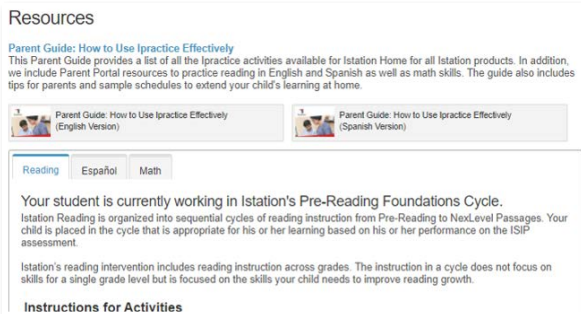 Resources
Parent Guide: How to Use Ipractice Effectively
This Parent Guide provides a list of all the Ipractice activities available for Istation Home for all Istation products. In addition,
we include Parent Portal resources to practice reading in English and Spanish as well as math skills. The guide also includes
tips for parents and sample schedules to extend your child's learning at home.
Parent Guide: How to Use Ipractice Effectively
(English Version)
Parent Guide: How to Use Ipractice Effectively
(Spanish Version)
Reading Español Math
Your student is currently working in Istation's Pre-Reading Foundations Cycle.
Istation Reading is organized into sequential cycles of reading instruction from Pre-Reading to NexLevel Passages. Your
child is placed in the cycle that is appropriate for his or her learning based on his or her performance on the ISIP
assessment.
Istation's reading intervention includes reading instruction across grades. The instruction in a cycle does not focus on
skills for a single grade level but is focused on the skills your child needs to improve reading growth.
Instructions for Activities